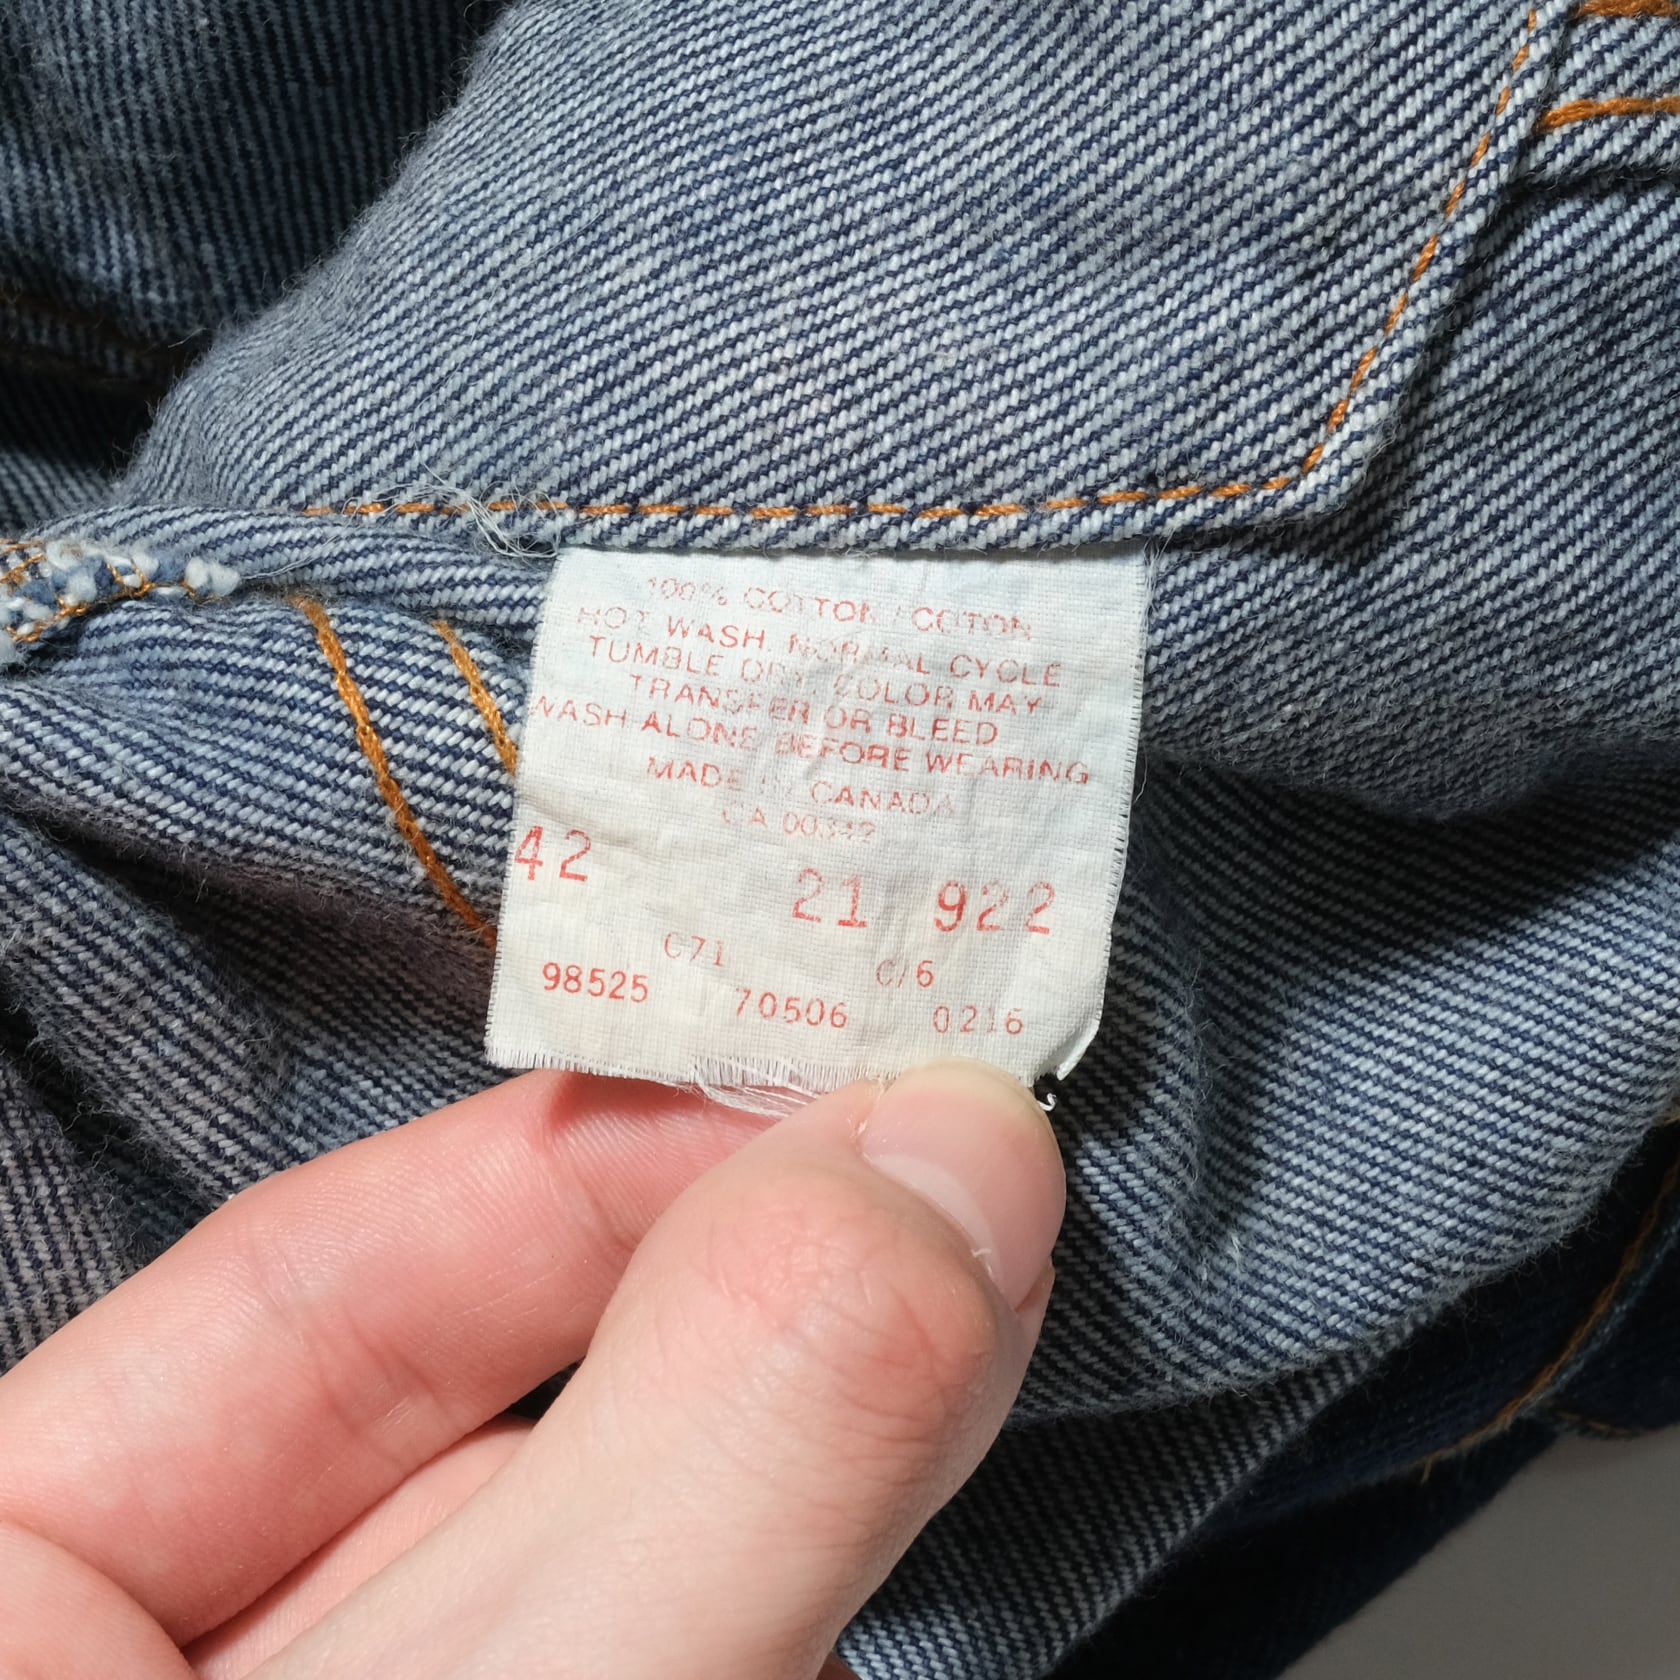 100% COTTON / COTON
HOT WASH, NORMAL CYCLE
TUMBLE DRY, COLOR MAY
TRANSFER OR BLEED
WASH ALONE BEFORE WEARING
MADE IN CANADA
CA 00342
42 21 922
C71 C/6
98525 70506 0216